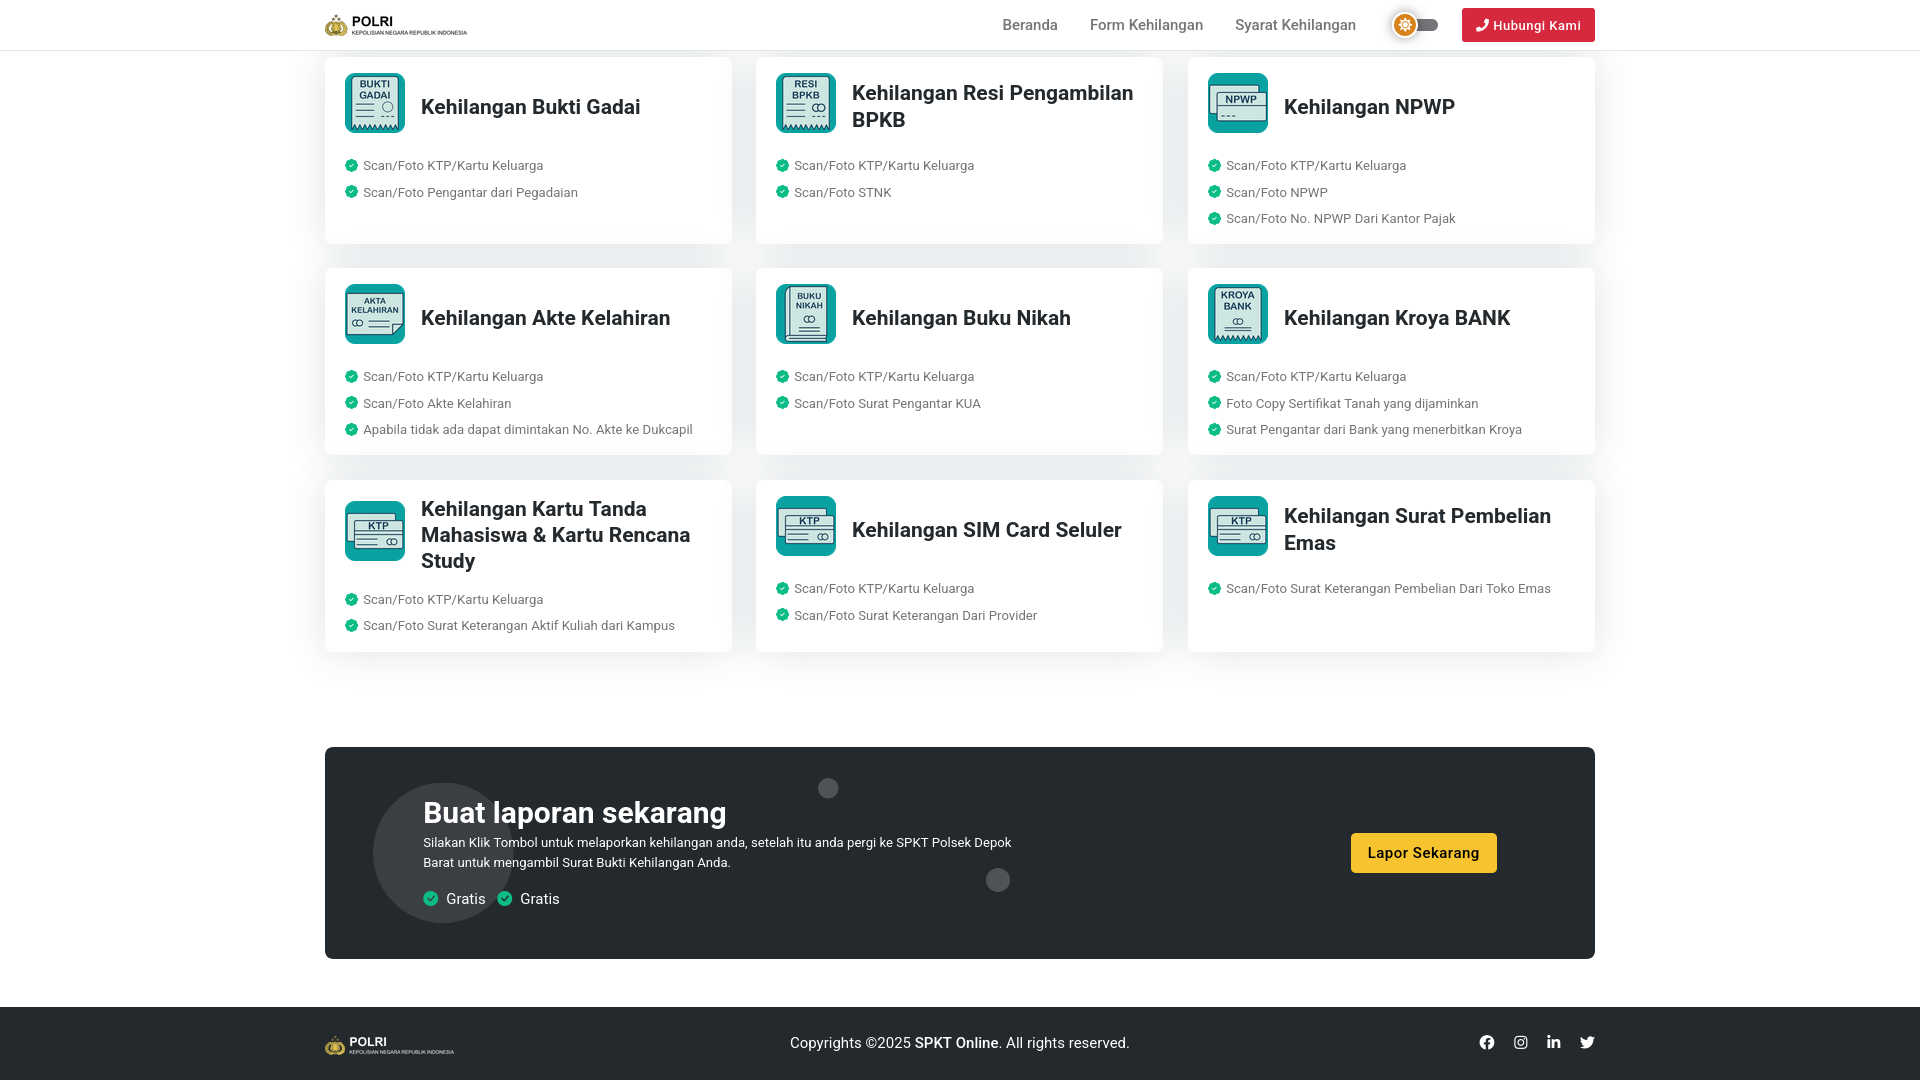 POLRI
KEPOLISIAN NEGARA REPUBLIK INDONESIA
Beranda
Form Kehilangan
Syarat Kehilangan
Hubungi Kami
BUKTI
GADAI
Kehilangan Bukti Gadai
Scan/Foto KTP/Kartu Keluarga
Scan/Foto Pengantar dari Pegadaian
RESI
BPKB
Kehilangan Resi Pengambilan
BPKB
Scan/Foto KTP/Kartu Keluarga
Scan/Foto STNK
NPWP
Kehilangan NPWP
Scan/Foto KTP/Kartu Keluarga
Scan/Foto NPWP
Scan/Foto No. NPWP Dari Kantor Pajak
AKTA
KELAHIRAN
Kehilangan Akte Kelahiran
Scan/Foto KTP/Kartu Keluarga
Scan/Foto Akte Kelahiran
Apabila tidak ada dapat dimintakan No. Akte ke Dukcapil
BUKU
NIKAH
Kehilangan Buku Nikah
Scan/Foto KTP/Kartu Keluarga
Scan/Foto Surat Pengantar KUA
KROYA
BANK
Kehilangan Kroya BANK
Scan/Foto KTP/Kartu Keluarga
Foto Copy Sertifikat Tanah yang dijaminkan
Surat Pengantar dari Bank yang menerbitkan Kroya
KTP
Kehilangan Kartu Tanda
Mahasiswa & Kartu Rencana
Study
Scan/Foto KTP/Kartu Keluarga
Scan/Foto Surat Keterangan Aktif Kuliah dari Kampus
KTP
Kehilangan SIM Card Seluler
Scan/Foto KTP/Kartu Keluarga
Scan/Foto Surat Keterangan Dari Provider
KTP
Kehilangan Surat Pembelian
Emas
Scan/Foto Surat Keterangan Pembelian Dari Toko Emas
Buat laporan sekarang
Silakan Klik Tombol untuk melaporkan kehilangan anda, setelah itu anda pergi ke SPKT Polsek Depok
Barat untuk mengambil Surat Bukti Kehilangan Anda.
Gratis
Gratis
Lapor Sekarang
POLRI
KEPOLISIAN NEGARA REPUBLIK INDONESIA
Copyrights ©2025 SPKT Online. All rights reserved.